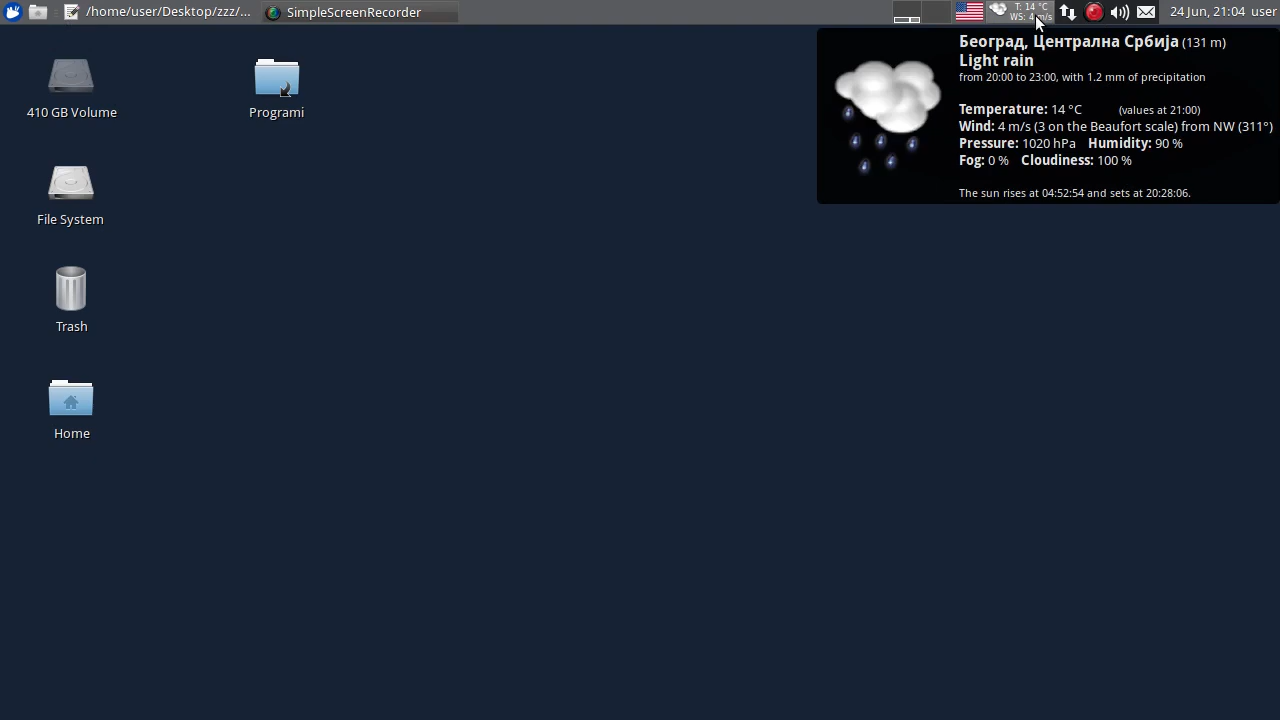 /home/user/Desktop/zzz/...
SimpleScreenRecorder
T: 14 °C
WS: 4 m/s
24 Jun, 21:04 user
410 GB Volume
Programi
File System
Trash
Home
Београд, Централна Србија (131 m)
Light rain
from 20:00 to 23:00, with 1.2 mm of precipitation
Temperature: 14 °C (values at 21:00)
Wind: 4 m/s (3 on the Beaufort scale) from NW (311°)
Pressure: 1020 hPa Humidity: 90 %
Fog: 0 % Cloudiness: 100 %
The sun rises at 04:52:54 and sets at 20:28:06.